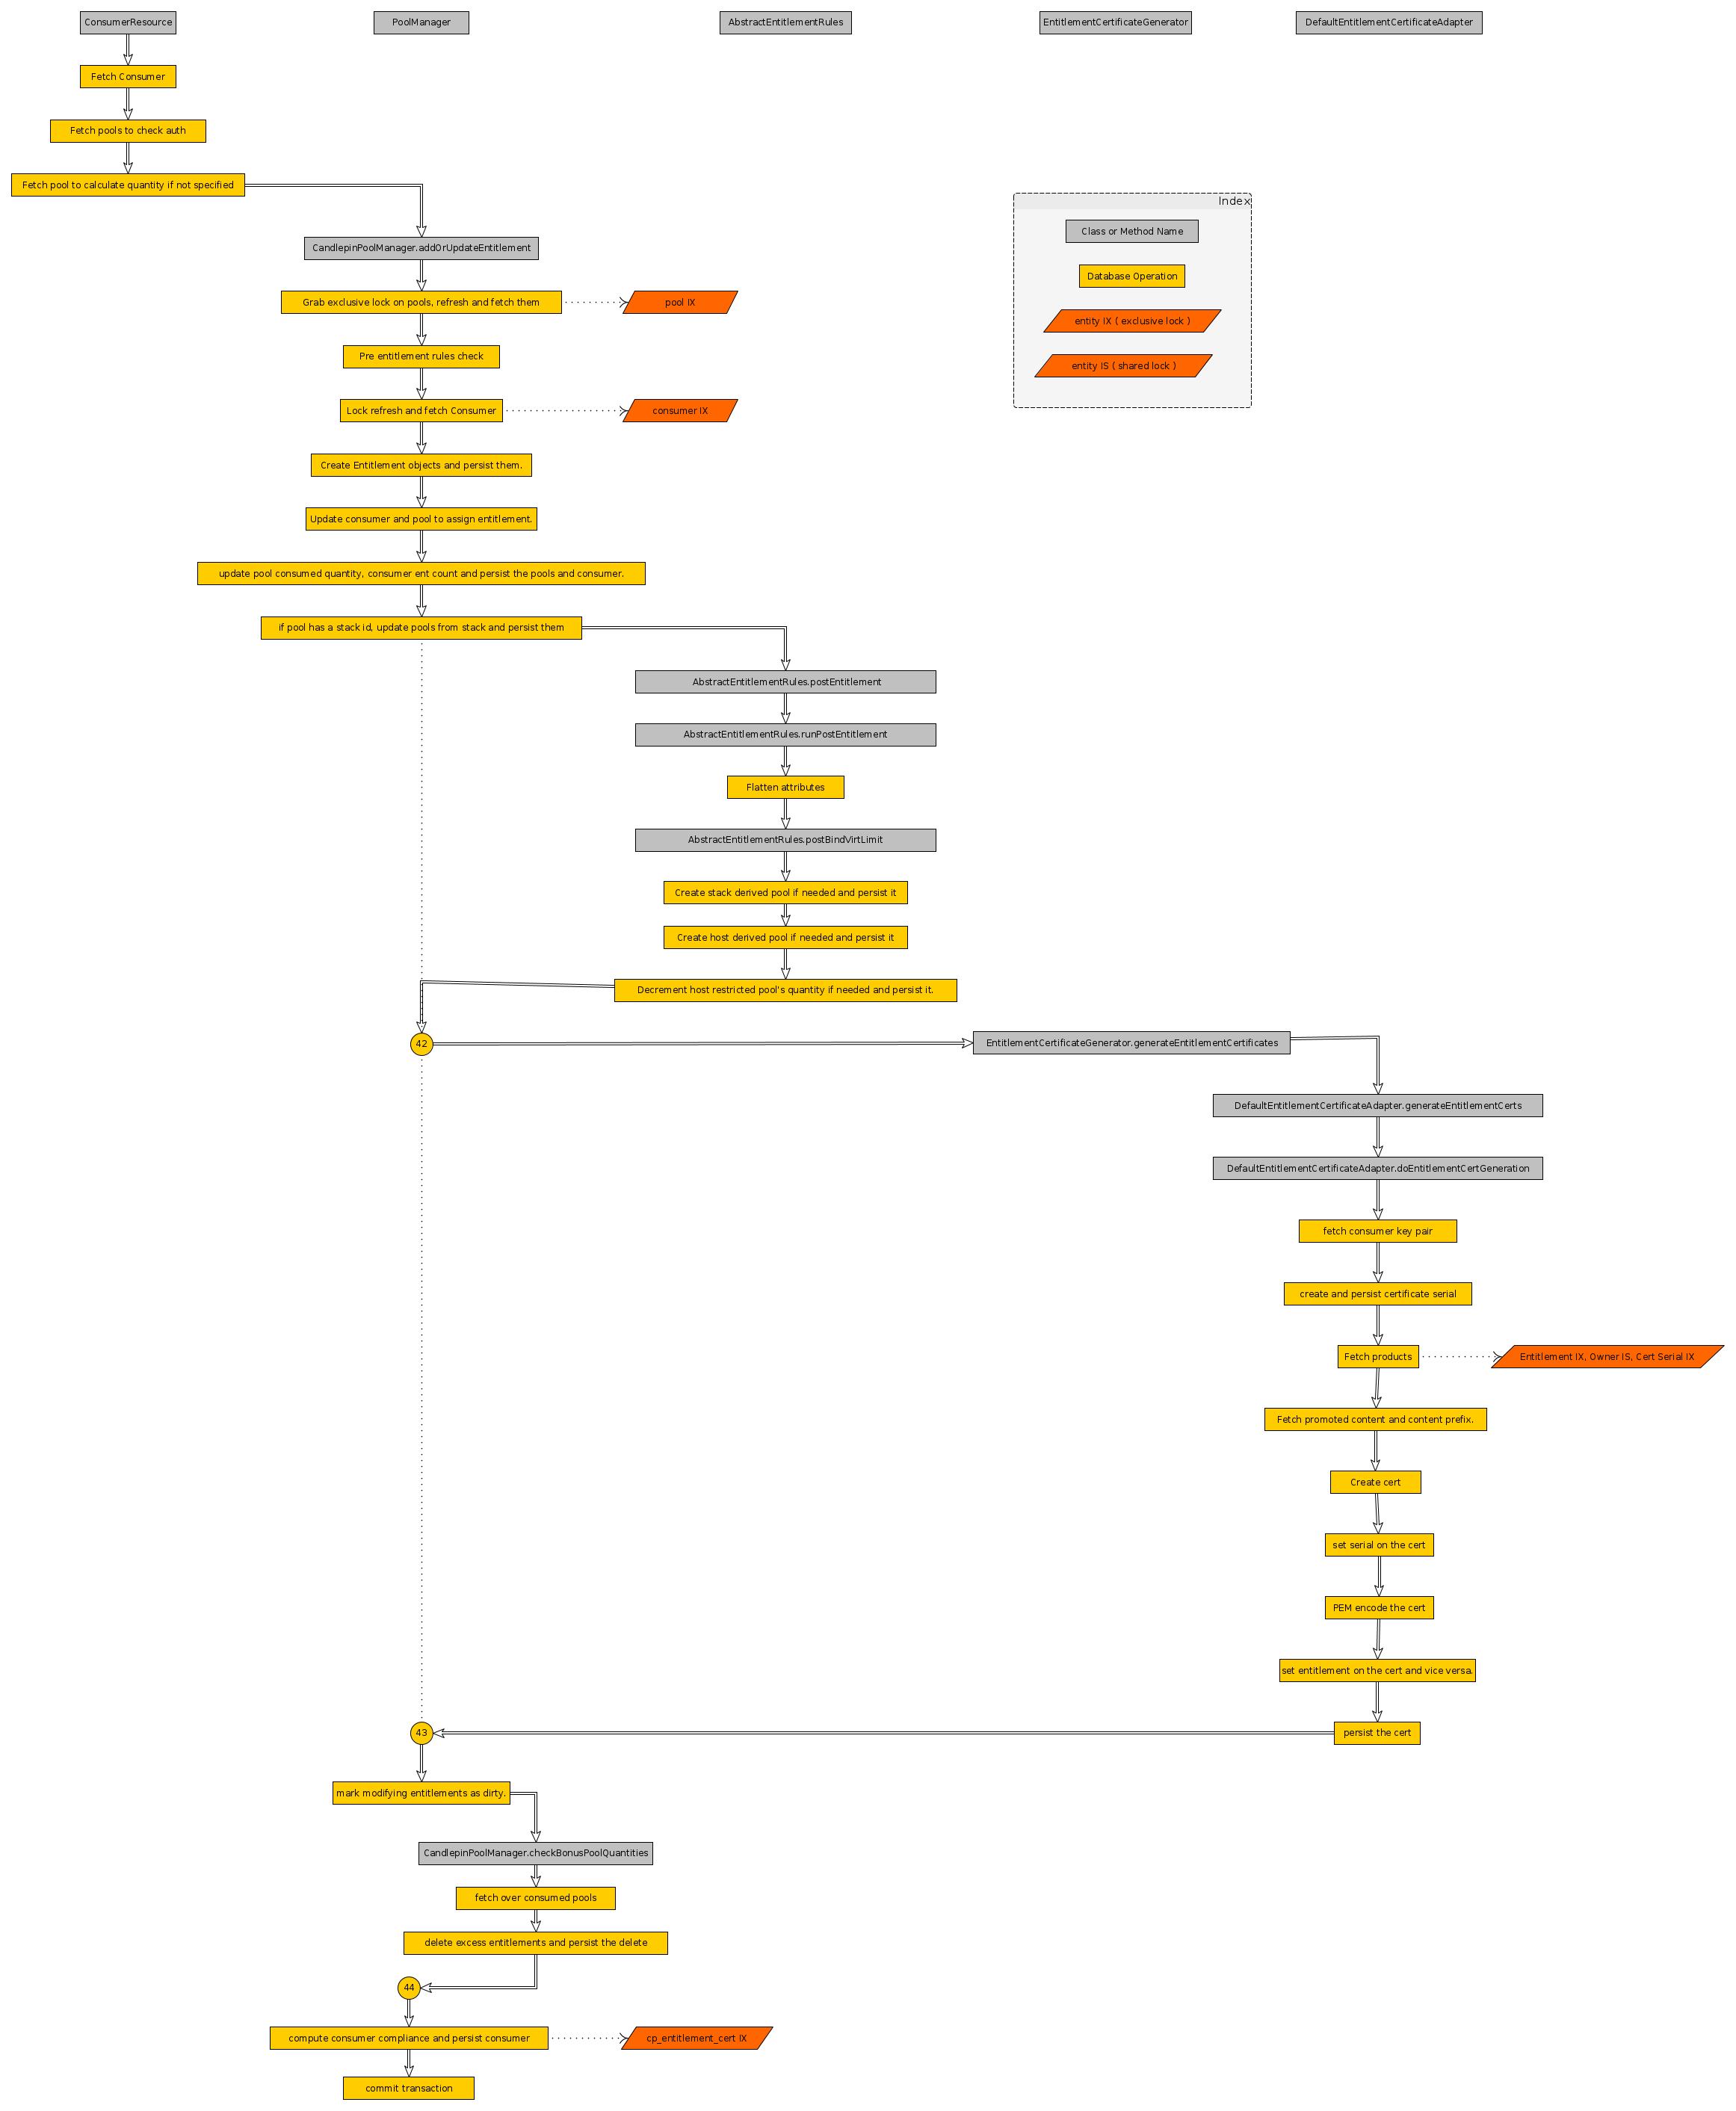 ConsumerResource
PoolManager
AbstractEntitlementRules
EntitlementCertificateGenerator
DefaultEntitlementCertificateAdapter
Fetch Consumer
Fetch pools to check auth
Fetch pool to calculate quantity if not specified
Index
Class or Method Name
Database Operation
entity IX ( exclusive lock )
entity IS ( shared lock )
CandlepinPoolManager.addOrUpdateEntitlement
Grab exclusive lock on pools, refresh and fetch them
pool IX
Pre entitlement rules check
Lock refresh and fetch Consumer
consumer IX
Create Entitlement objects and persist them.
Update consumer and pool to assign entitlement.
update pool consumed quantity, consumer ent count and persist the pools and consumer.
if pool has a stack id, update pools from stack and persist them
AbstractEntitlementRules.postEntitlement
AbstractEntitlementRules.runPostEntitlement
Flatten attributes
AbstractEntitlementRules.postBindVirtLimit
Create stack derived pool if needed and persist it
Create host derived pool if needed and persist it
Decrement host restricted pool's quantity if needed and persist it.
42
EntitlementCertificateGenerator.generateEntitlementCertificates
DefaultEntitlementCertificateAdapter.generateEntitlementCerts
DefaultEntitlementCertificateAdapter.doEntitlementCertGeneration
fetch consumer key pair
create and persist certificate serial
Fetch products
Entitlement IX, Owner IS, Cert Serial IX
Fetch promoted content and content prefix.
Create cert
set serial on the cert
PEM encode the cert
set entitlement on the cert and vice versa.
persist the cert
43
mark modifying entitlements as dirty.
CandlepinPoolManager.checkBonusPoolQuantities
fetch over consumed pools
delete excess entitlements and persist the delete
44
compute consumer compliance and persist consumer
cp_entitlement_cert IX
commit transaction